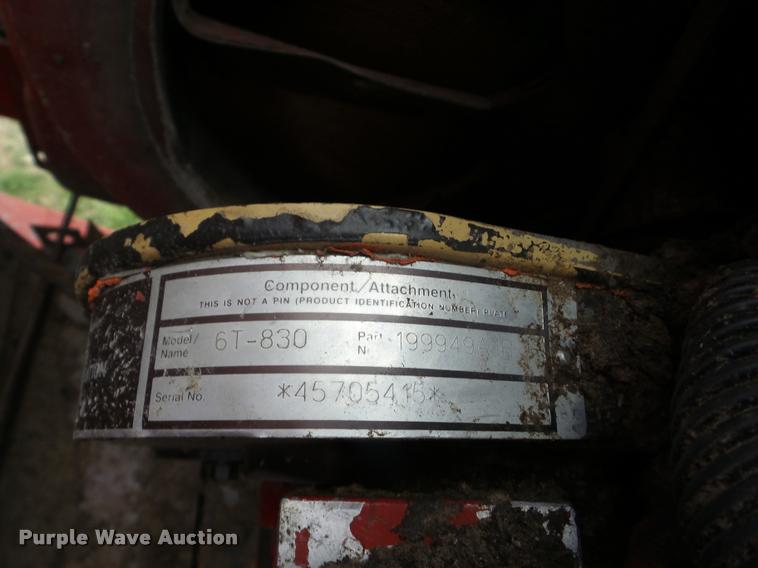 Component/Attachment
THIS IS NOT A PIN (PRODUCT IDENTIFICATION NUMBER) PLATE
Model/ Name 6T-830 Part N
Serial No. *45705415*
Purple Wave Auction